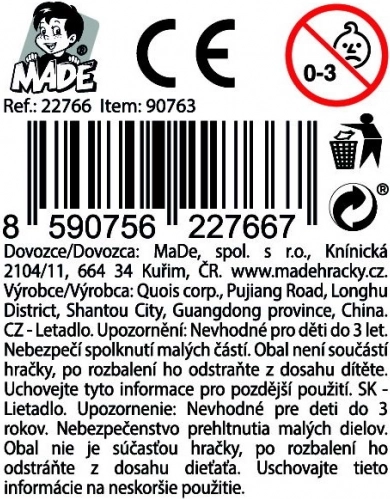 MADE ®
CE
0-3
Ref.: 22766 Item: 90763
8 590756 227667
®
Dovozce/Dovozca: MaDe, spol. s r.o., Knínická
2104/11, 664 34 Kuřim, ČR. www.madehracky.cz.
Výrobce/Výrobca: Quois corp., Pujiang Road, Longhu
District, Shantou City, Guangdong province, China.
CZ - Letadlo. Upozornění: Nevhodné pro děti do 3 let.
Nebezpečí spolknutí malých částí. Obal není součástí
hračky, po rozbalení ho odstraňte z dosahu dítěte.
Uchovejte tyto informace pro pozdější použití. SK -
Lietadlo. Upozornenie: Nevhodné pre deti do 3
rokov. Nebezpečenstvo prehltnutia malých dielov.
Obal nie je súčasťou hračky, po rozbalení ho
odstráňte z dosahu dieťaťa. Uschovajte tieto
informácie na neskoršie použitie.